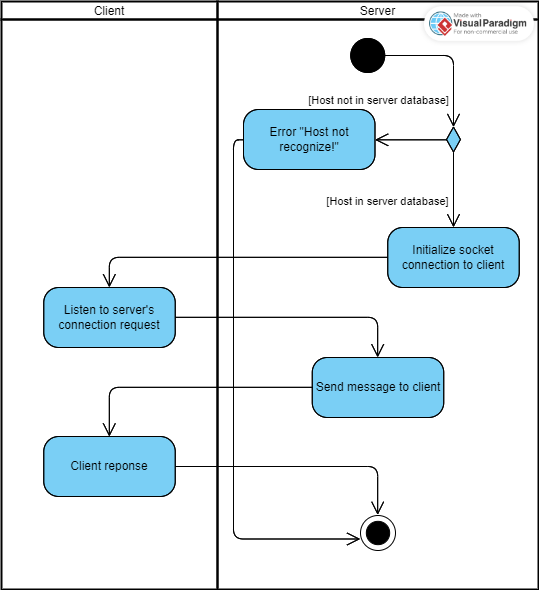 Client
Server
Made with
Visual Paradigm
For non-commercial use
[Host not in server database]
Error "Host not
recognize!"
[Host in server database]
Initialize socket
connection to client
Listen to server's
connection request
Send message to client
Client reponse